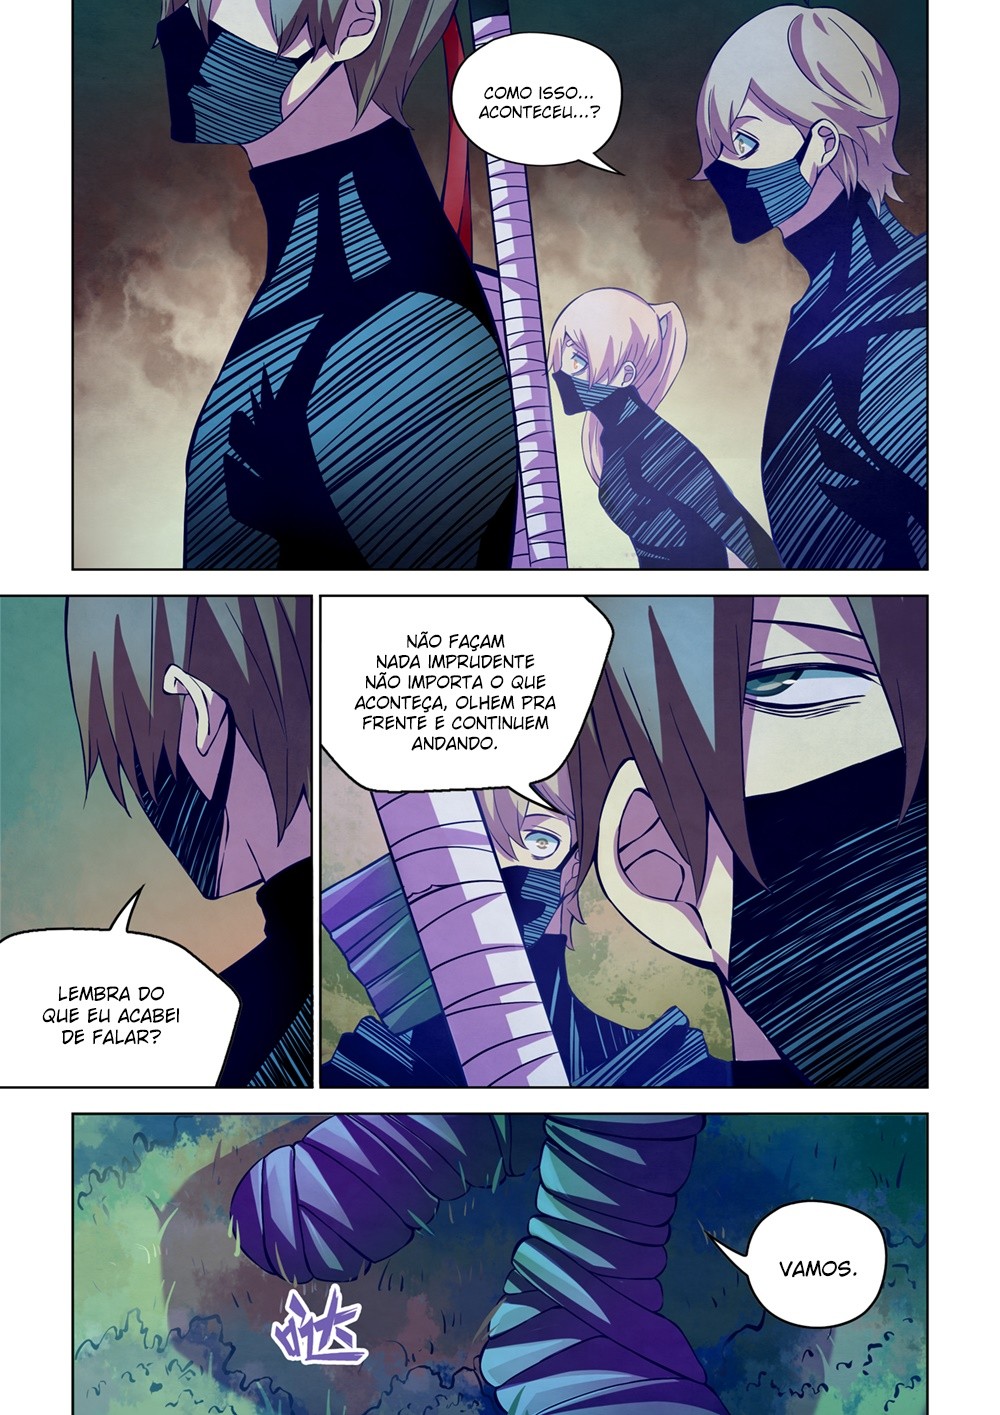 COMO ISSO...
ACONTECEU...?
LEMBRA DO
QUE EU ACABEI
DE FALAR?
NÃO FAÇAM
NADA IMPRUDENTE
NÃO IMPORTA O QUE
ACONTEÇA, OLHEM PRA
FRENTE E CONTINUEM
ANDANDO.
VAMOS.
哒